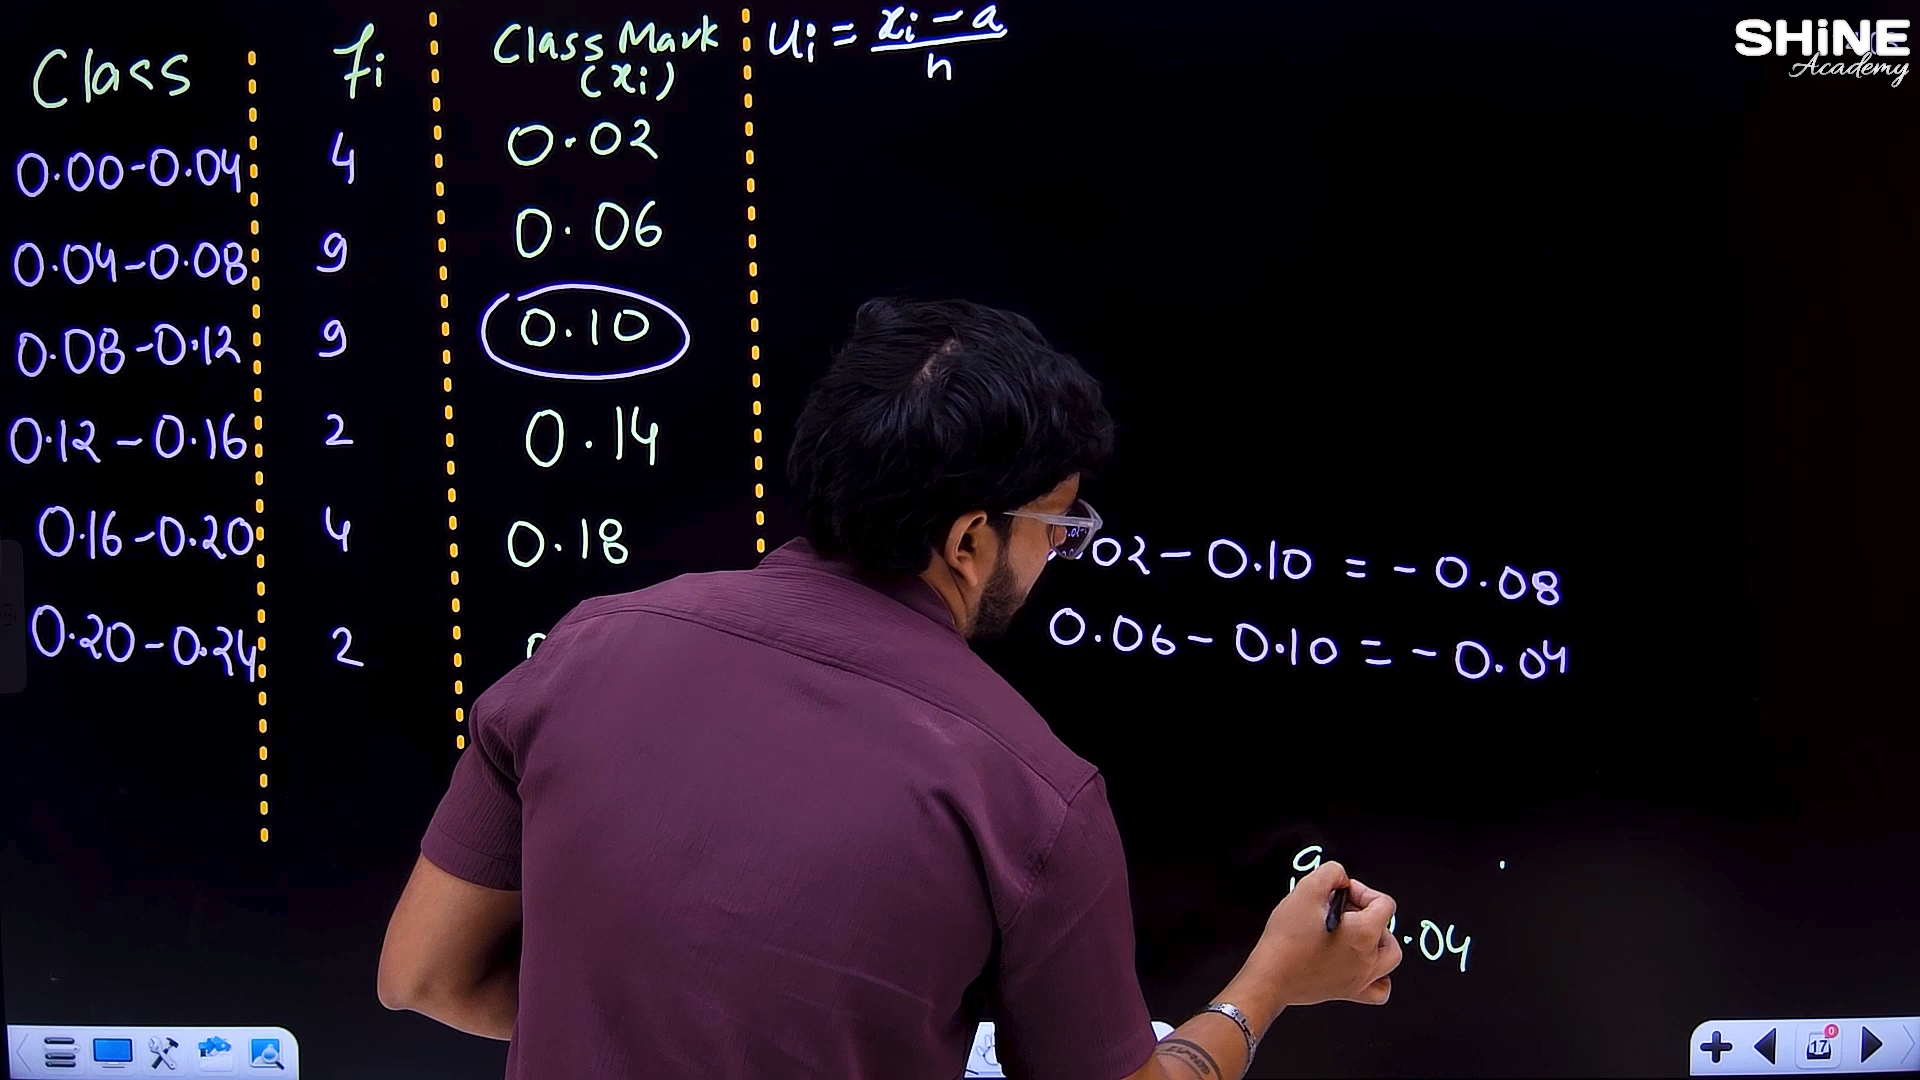 SHiNE
Academy
Class fi Class Mark (xi) ui = xi - a / h
0.00-0.04 4 0.02
0.04-0.08 9 0.06
0.08-0.12 9 0.10
0.12-0.16 2 0.14
0.16-0.20 4 0.18
0.20-0.24 2
02 - 0.10 = -0.08
0.06 - 0.10 = -0.04
a
.04
17
0